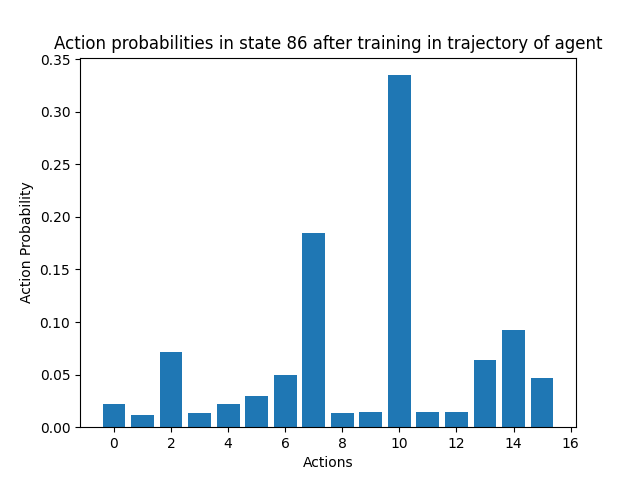 Action probabilities in state 86 after training in trajectory of agent
0.35
0.30
0.25
0.20
0.15
0.10
0.05
0.00
Action Probability
0 2 4 6 8 10 12 14 16
Actions